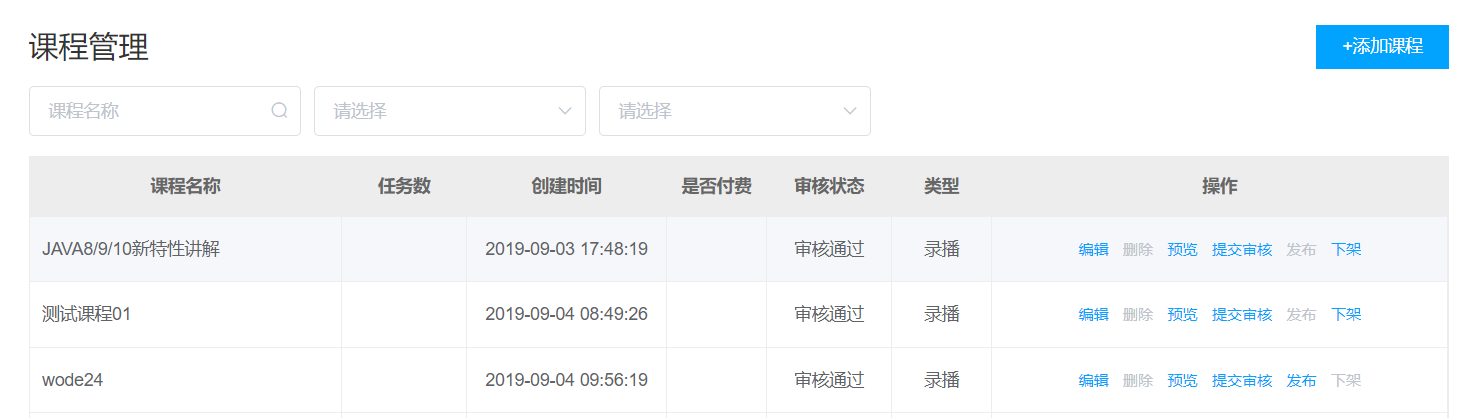 课程管理
+添加课程
课程名称 请选择 请选择
课程名称 任务数 创建时间 是否付费 审核状态 类型 操作
JAVA8/9/10新特性讲解 2019-09-03 17:48:19 审核通过 录播 编辑 删除 预览 提交审核 发布 下架
测试课程01 2019-09-04 08:49:26 审核通过 录播 编辑 删除 预览 提交审核 发布 下架
wode24 2019-09-04 09:56:19 审核通过 录播 编辑 删除 预览 提交审核 发布 下架